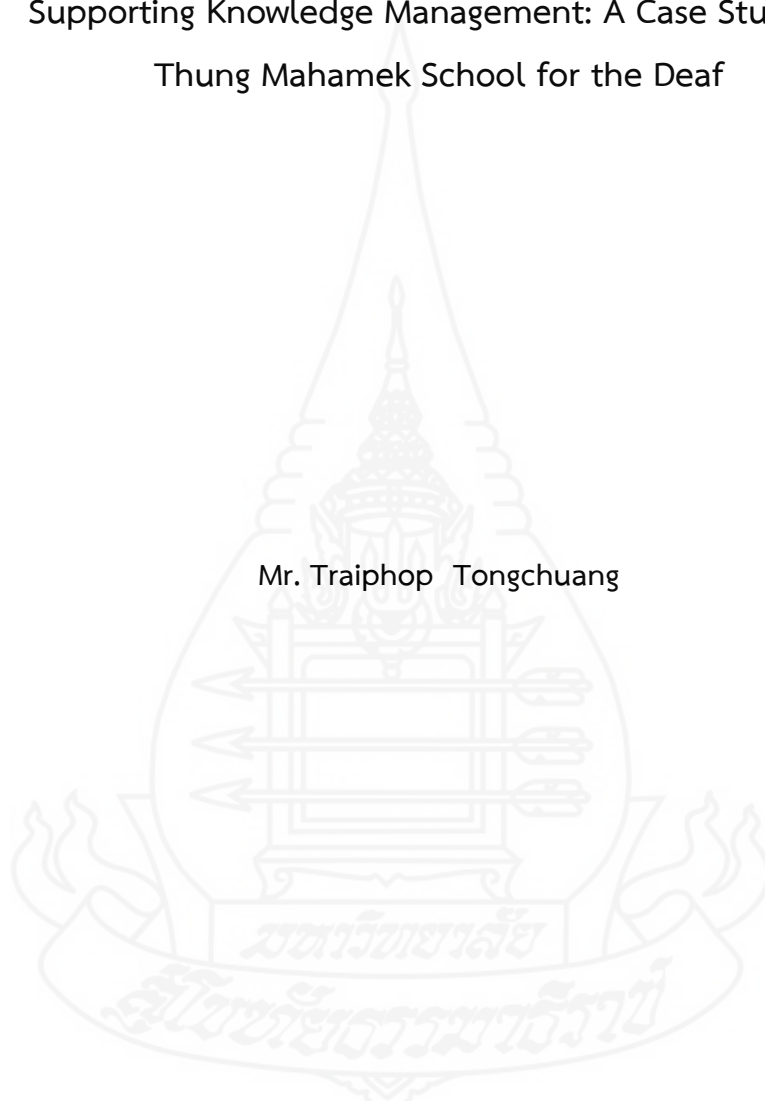 Supporting Knowledge Management: A Case Stu
Thung Mahamek School for the Deaf
Mr. Traiphop Tongchuang
มหาวิทยาลัย
สุโขทัยธรรมาธิราช